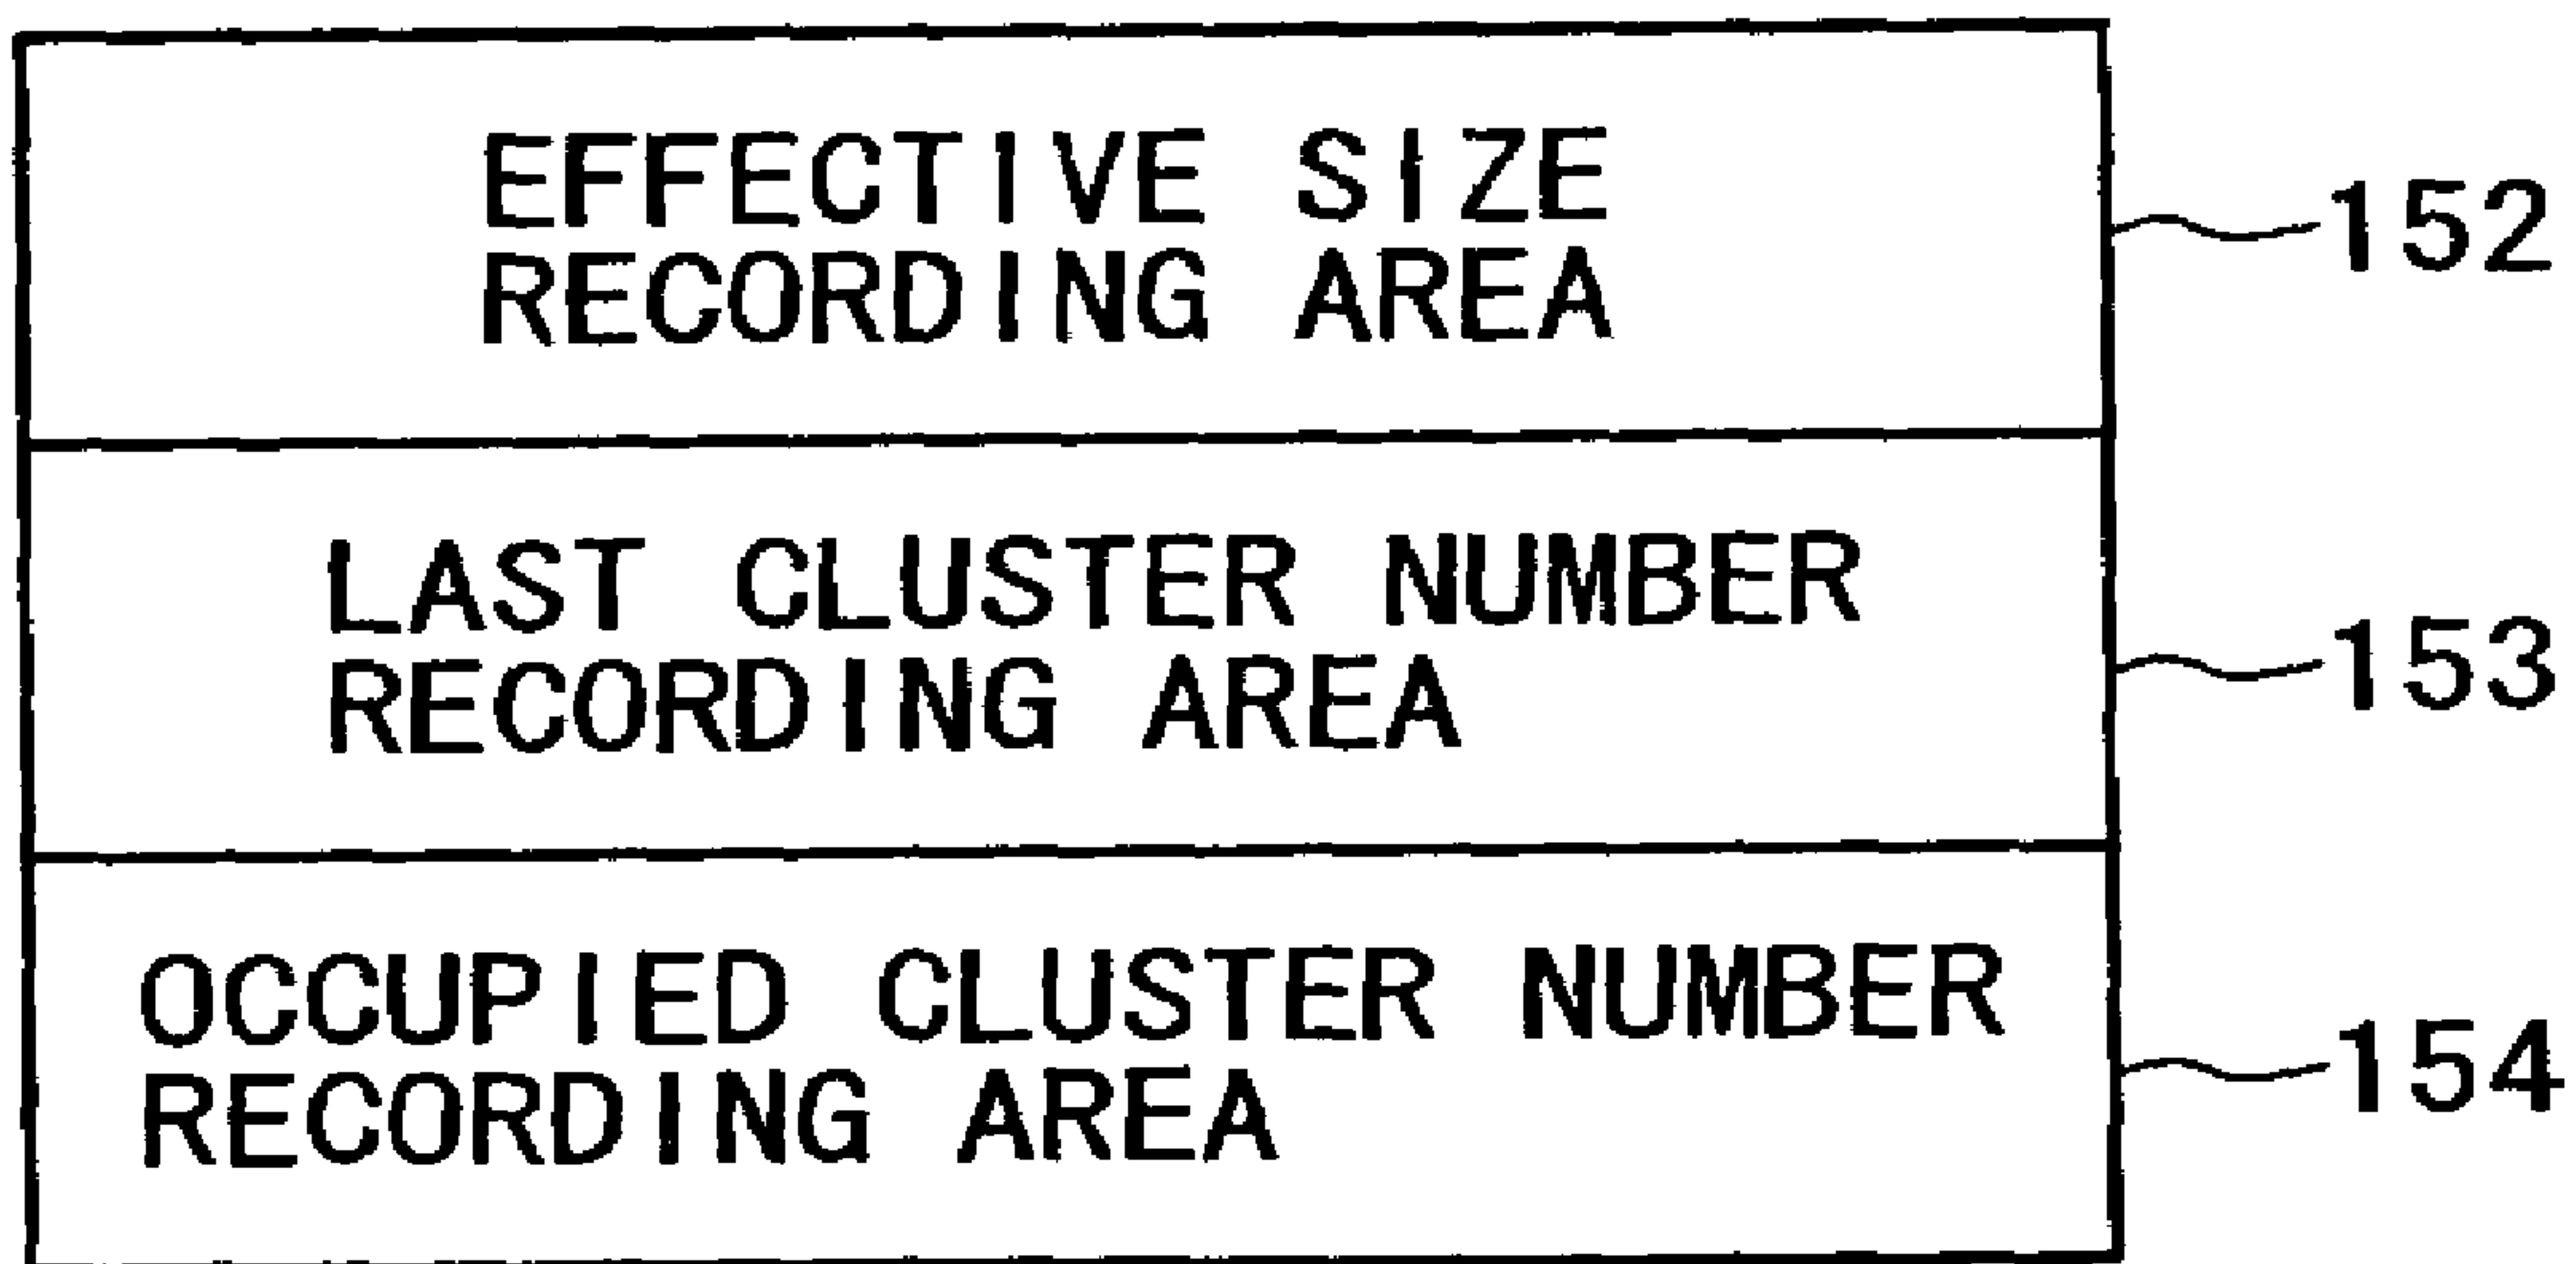 EFFECTIVE SIZE
RECORDING AREA
152
LAST CLUSTER NUMBER
RECORDING AREA
153
OCCUPIED CLUSTER NUMBER
RECORDING AREA
154